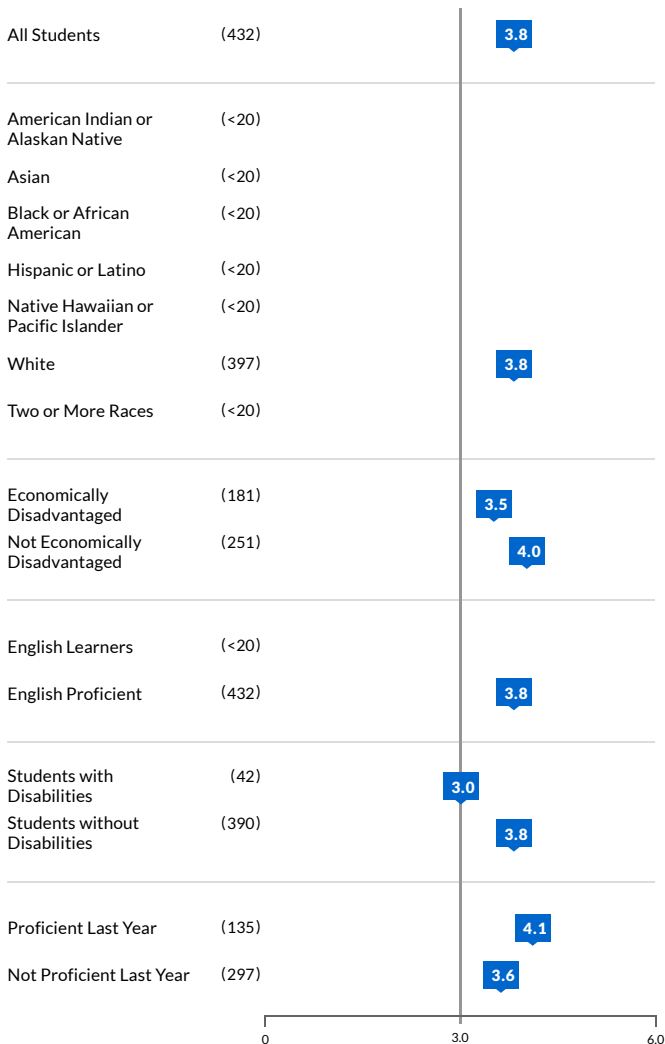 All Students (432) 3.8
American Indian or (<20)
Alaskan Native
Asian (<20)
Black or African (<20)
American
Hispanic or Latino (<20)
Native Hawaiian or (<20)
Pacific Islander
White (397) 3.8
Two or More Races (<20)
Economically (181) 3.5
Disadvantaged
Not Economically (251) 4.0
Disadvantaged
English Learners (<20)
English Proficient (432) 3.8
Students with (42) 3.0
Disabilities
Students without (390) 3.8
Disabilities
Proficient Last Year (135) 4.1
Not Proficient Last Year (297) 3.6
0 3.0 6.0